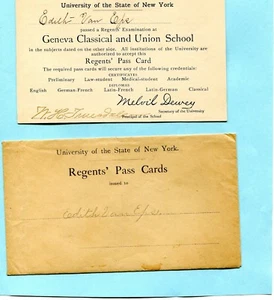 University of the State of New York
Edith Van Eps
passed a Regents' Examination at
Geneva Classical and Union School
in the subjects dated on the other side. All institutions of the University are
authorized to accept this
Regents' Pass Card
The required pass cards will secure any of the following credentials
CERTIFICATES
Preliminary Law-student Medical-student Academic
DIPLOMAS
English German-French Latin-French Latin-German Classical
Melvil Dewey
W. H. Truesdale
Principal of the School
Secretary of the University
University of the State of New York.
Regents' Pass Cards
issued to
Edith Van Eps.